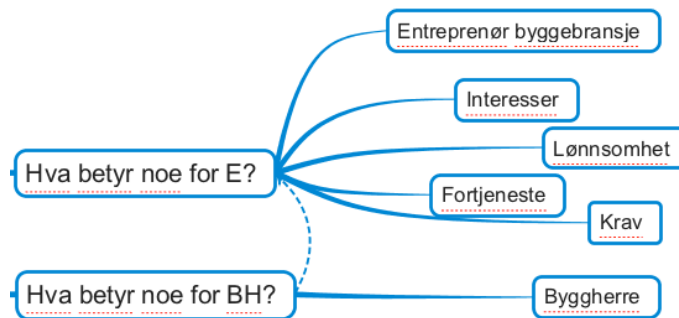 Entreprenør byggebransje
Interesser
Lønnsomhet
Hva betyr noe for E?
Fortjeneste
Krav
Hva betyr noe for BH?
Byggherre